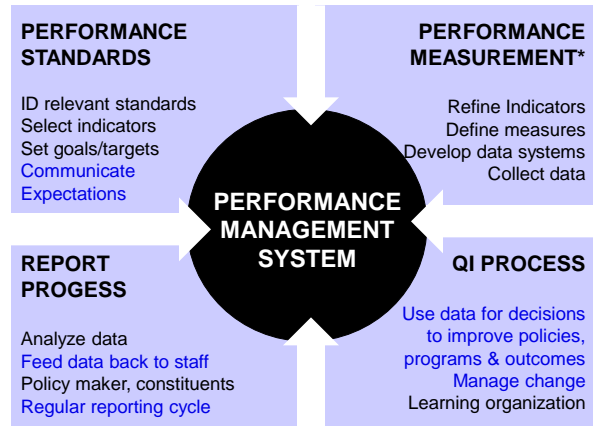 PERFORMANCE
STANDARDS
ID relevant standards
Select indicators
Set goals/targets
Communicate
Expectations
PERFORMANCE
MEASUREMENT*
Refine Indicators
Define measures
Develop data systems
Collect data
PERFORMANCE
MANAGEMENT
SYSTEM
REPORT
PROGESS
Analyze data
Feed data back to staff
Policy maker, constituents
Regular reporting cycle
QI PROCESS
Use data for decisions
to improve policies,
programs & outcomes
Manage change
Learning organization